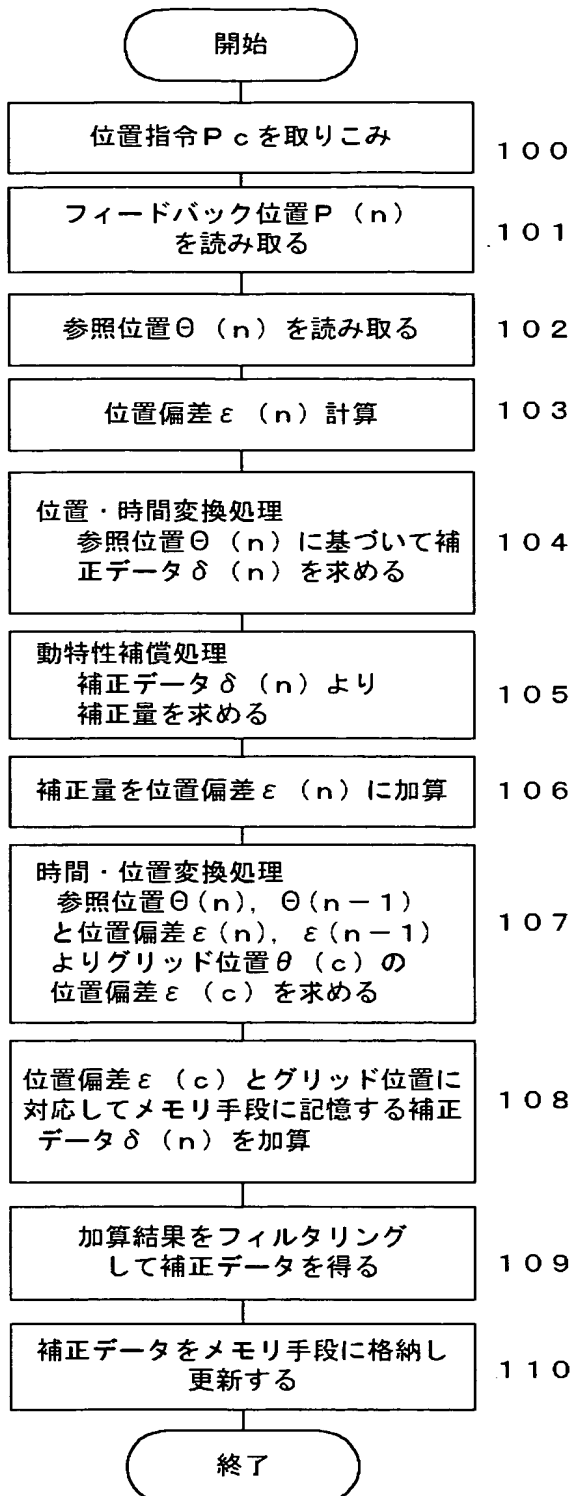 開始
位置指令Pcを取りこみ
100
フィードバック位置P(n)
を読み取る
101
参照位置Θ(n)を読み取る
102
位置偏差ε(n)計算
103
位置・時間変換処理
参照位置Θ(n)に基づいて補
正データδ(n)を求める
104
動特性補償処理
補正データδ(n)より
補正量を求める
105
補正量を位置偏差ε(n)に加算
106
時間・位置変換処理
参照位置Θ(n), Θ(n-1)
と位置偏差ε(n), ε(n-1)
よりグリッド位置θ(c)の
位置偏差ε(c)を求める
107
位置偏差ε(c)とグリッド位置に
対応してメモリ手段に記憶する補正
データδ(n)を加算
108
加算結果をフィルタリング
して補正データを得る
109
補正データをメモリ手段に格納し
更新する
110
終了